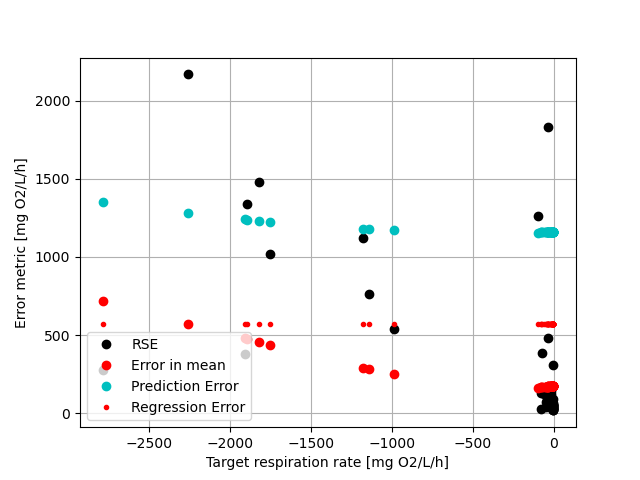 2000
1500
1000
500
0
Error metric [mg O2/L/h]
RSE
Error in mean
Prediction Error
Regression Error
−2500 −2000 −1500 −1000 −500 0
Target respiration rate [mg O2/L/h]